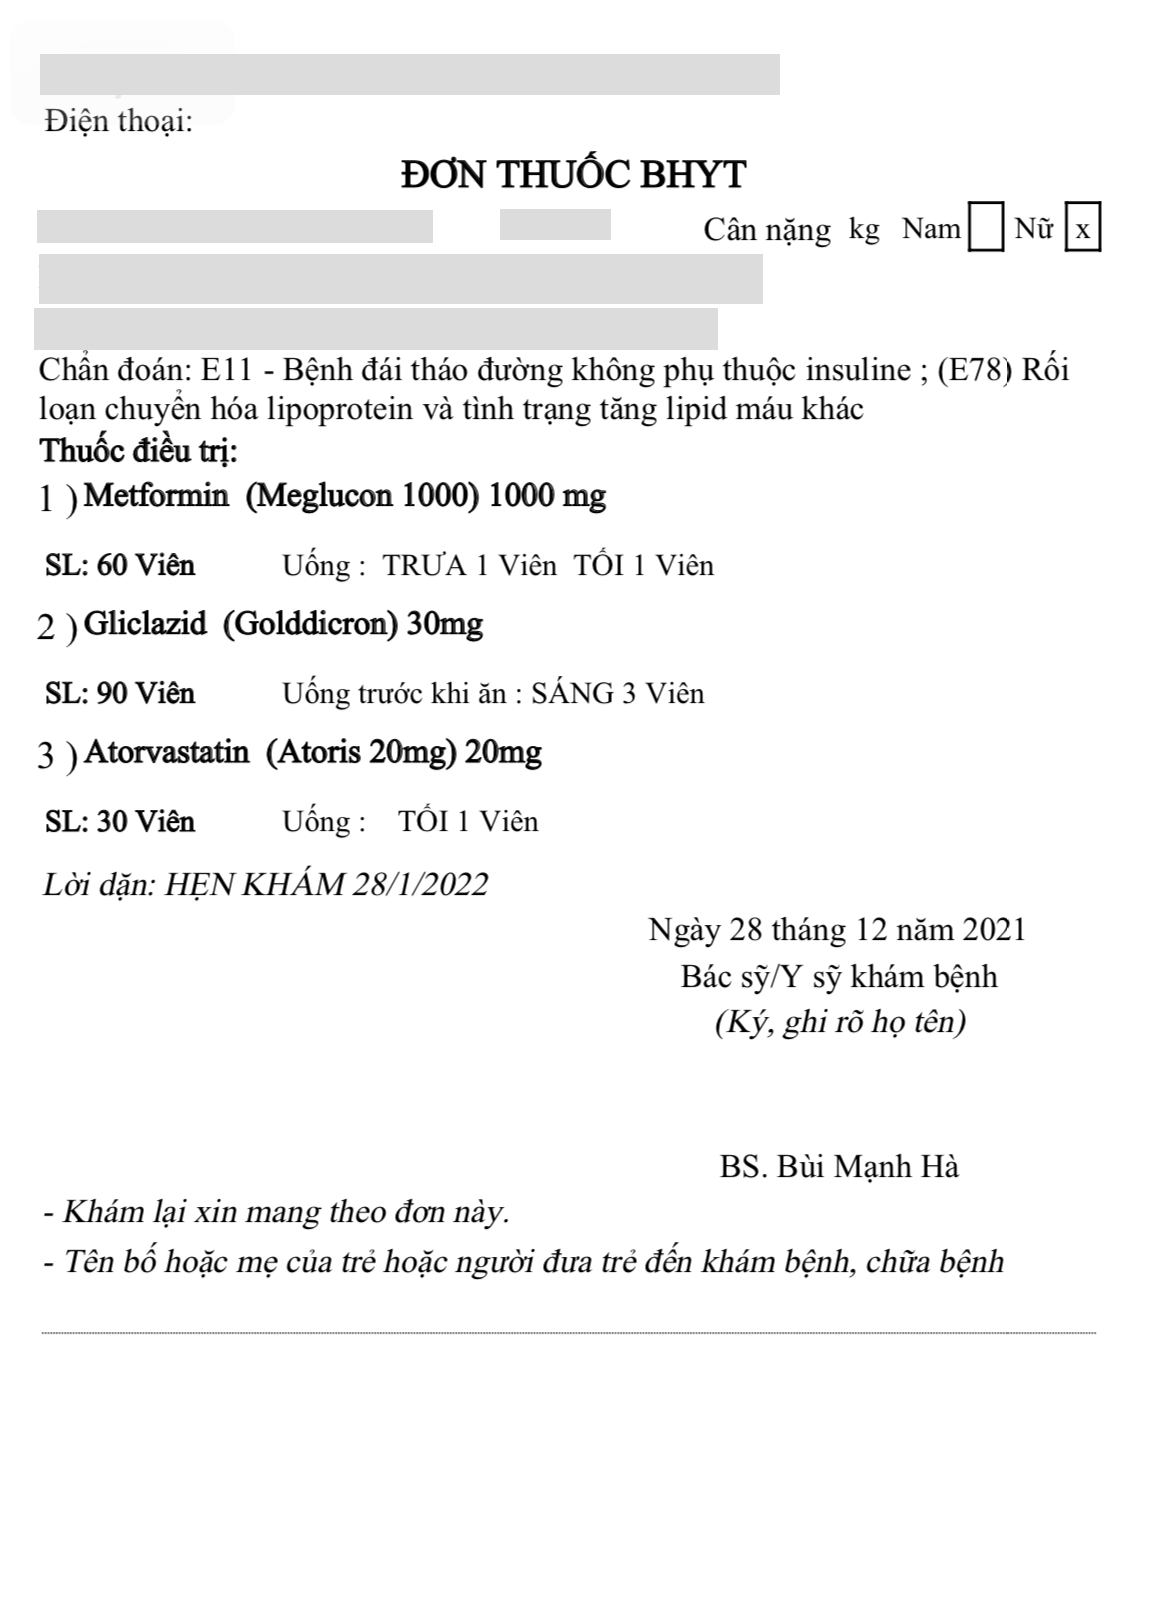 Điện thoại:
ĐƠN THUỐC BHYT
Cân nặng kg Nam Nữ x
Chẩn đoán: E11 - Bệnh đái tháo đường không phụ thuộc insuline ; (E78) Rối
loạn chuyển hóa lipoprotein và tình trạng tăng lipid máu khác
Thuốc điều trị:
1 ) Metformin (Meglucon 1000) 1000 mg
SL: 60 Viên Uống : TRƯA 1 Viên TỐI 1 Viên
2 ) Gliclazid (Golddicron) 30mg
SL: 90 Viên Uống trước khi ăn : SÁNG 3 Viên
3 ) Atorvastatin (Atoris 20mg) 20mg
SL: 30 Viên Uống : TỐI 1 Viên
Lời dặn: HẸN KHÁM 28/1/2022
Ngày 28 tháng 12 năm 2021
Bác sỹ/Y sỹ khám bệnh
(Ký, ghi rõ họ tên)
BS. Bùi Mạnh Hà
- Khám lại xin mang theo đơn này.
- Tên bố hoặc mẹ của trẻ hoặc người đưa trẻ đến khám bệnh, chữa bệnh